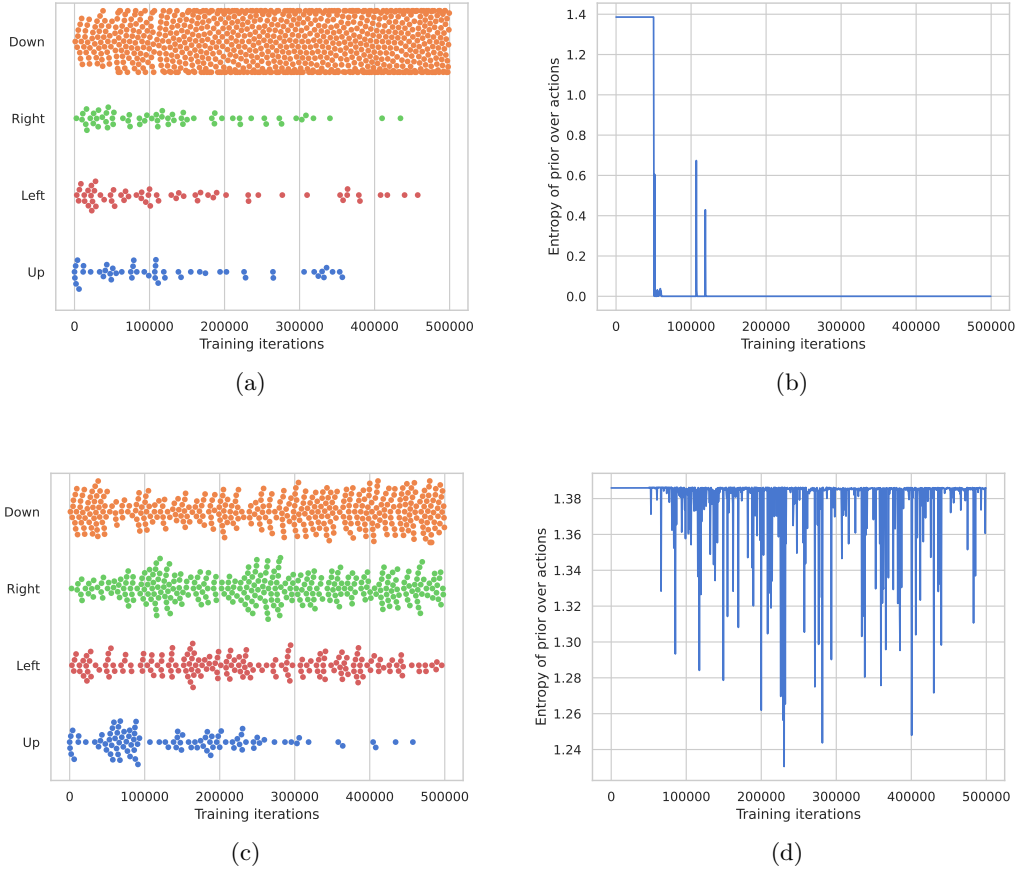 Down
Right
Left
Up
0 100000 200000 300000 400000 500000
Training iterations
(a)
Entropy of prior over actions
1.4
1.2
1.0
0.8
0.6
0.4
0.2
0.0
0 100000 200000 300000 400000 500000
Training iterations
(b)
Down
Right
Left
Up
0 100000 200000 300000 400000 500000
Training iterations
(c)
Entropy of prior over actions
1.38
1.36
1.34
1.32
1.30
1.28
1.26
1.24
0 100000 200000 300000 400000 500000
Training iterations
(d)